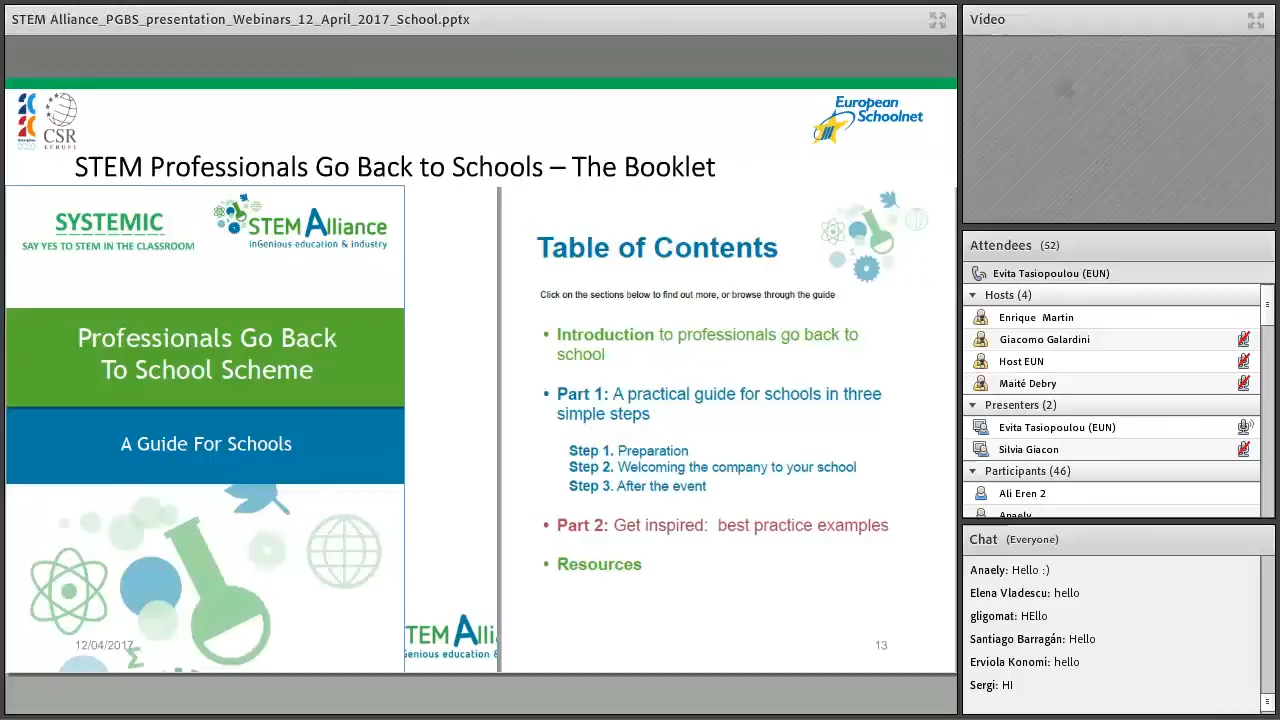 STEM Alliance_PGBS_presentation_Webinars_12_April_2017_School.pptx
2020
CSR
EUROPE
European
Schoolnet
STEM Professionals Go Back to Schools – The Booklet
SYSTEMIC
SAY YES TO STEM IN THE CLASSROOM
STEM Alliance
inGenious education & industry
Professionals Go Back
To School Scheme
A Guide For Schools
12/04/2017
TEM Alli
Genious education &
Table of Contents
Click on the sections below to find out more, or browse through the guide
• Introduction to professionals go back to
school
• Part 1: A practical guide for schools in three
simple steps
Step 1. Preparation
Step 2. Welcoming the company to your school
Step 3. After the event
• Part 2: Get inspired: best practice examples
• Resources
13
Video
Attendees (52)
Evita Tasiopoulou (EUN)
Hosts (4)
Enrique Martin
Giacomo Galardini
Host EUN
Maité Debry
Presenters (2)
Evita Tasiopoulou (EUN)
Silvia Giacon
Participants (46)
Ali Eren 2
Anaely
Chat (Everyone)
Anaely: Hello :)
Elena Vladescu: hello
gligomat: HEllo
Santiago Barragán: Hello
Erviola Konomi: hello
Sergi: HI